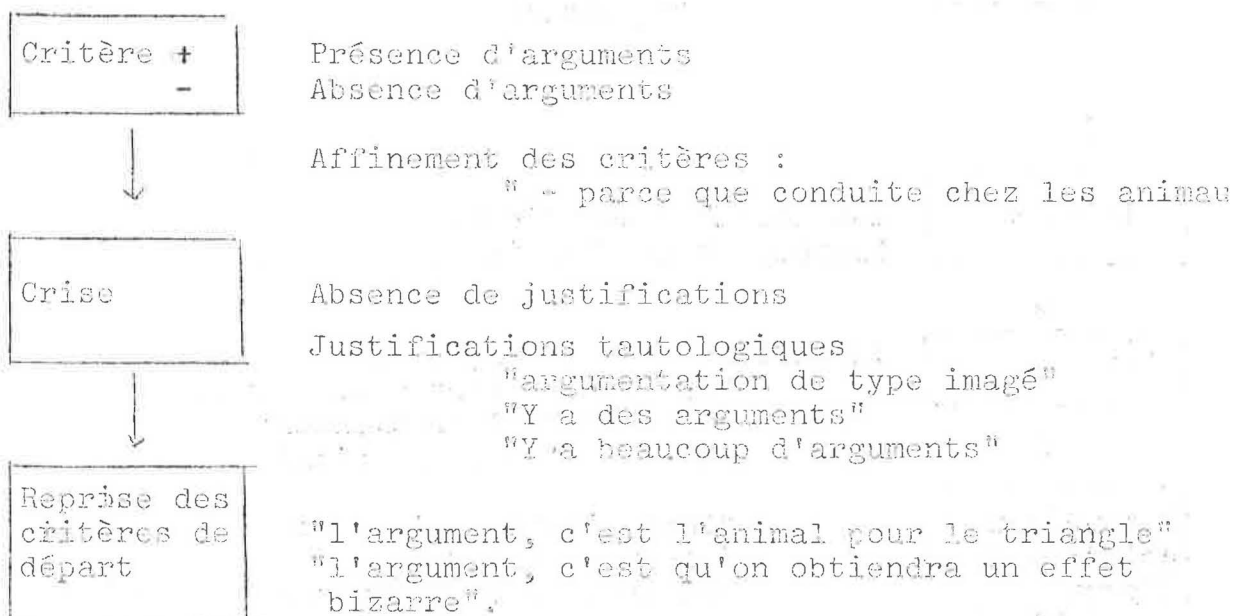 Critère + Présence d'arguments
- Absence d'arguments
Affinement des critères :
" - parce que conduite chez les animau
Crise Absence de justifications
Justifications tautologiques
"argumentation de type imagé"
"Y a des arguments"
"Y a beaucoup d'arguments"
Reprise des
critères de "l'argument, c'est l'animal pour le triangle"
départ "l'argument, c'est qu'on obtiendra un effet
bizarre".